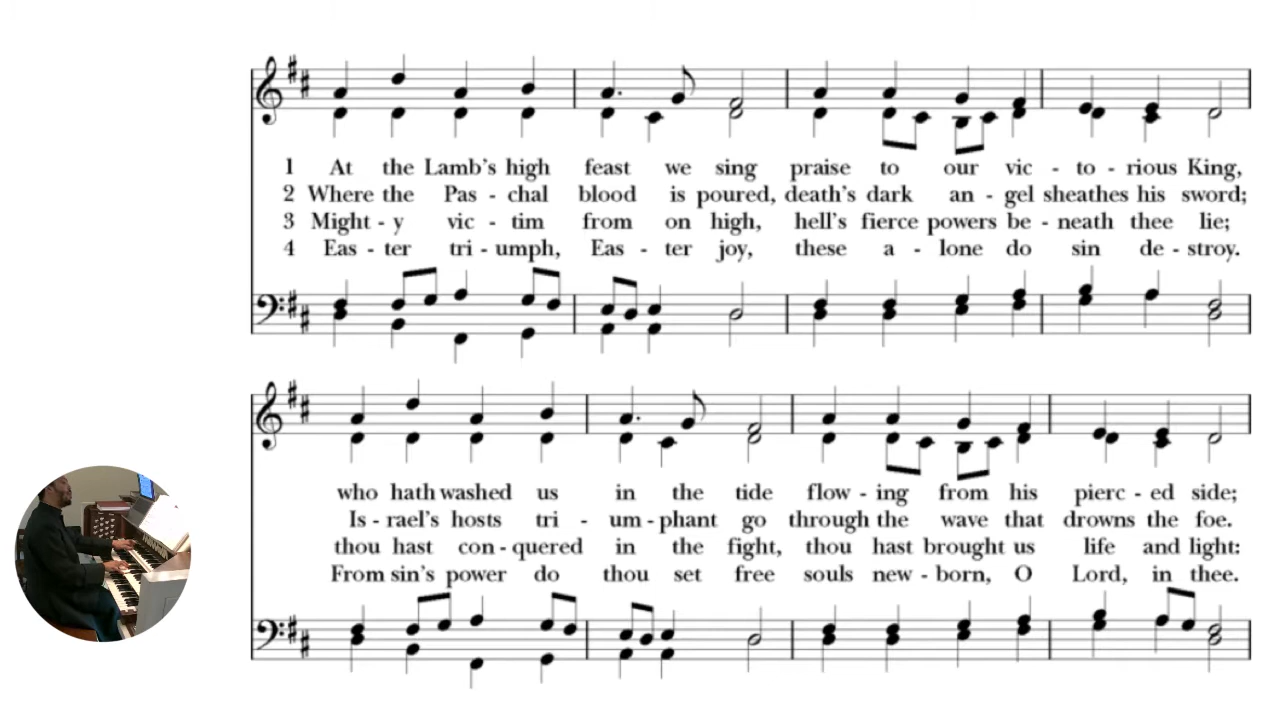 1 At the Lamb's high feast we sing praise to our vic - to - rious King,
2 Where the Pas - chal blood is poured, death's dark an - gel sheathes his sword;
3 Might - y vic - tim from on high, hell's fierce powers be - neath thee lie;
4 Eas - ter tri - umph, Eas - ter joy, these a - lone do sin de - stroy.
who hath washed us in the tide flow - ing from his pierc - ed side;
Is - rael's hosts tri - um - phant go through the wave that drowns the foe.
thou hast con - quered in the fight, thou hast brought us life and light:
From sin's power do thou set free souls new - born, O Lord, in thee.